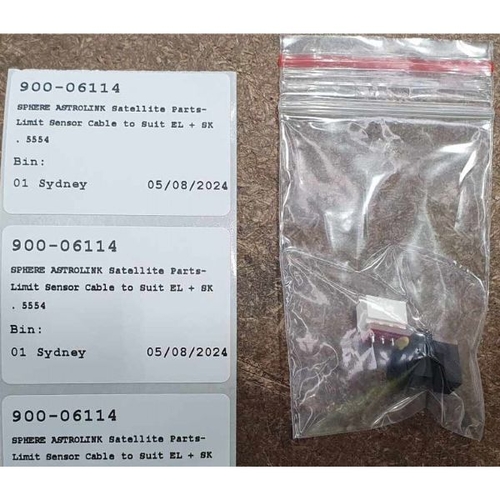 900-06114
SPHERE ASTROLINK Satellite Parts-
Limit Sensor Cable to Suit EL + SK
. 5554
Bin:
01 Sydney 05/08/2024
900-06114
SPHERE ASTROLINK Satellite Parts-
Limit Sensor Cable to Suit EL + SK
. 5554
Bin:
01 Sydney 05/08/2024
900-06114
SPHERE ASTROLINK Satellite Parts-
Limit Sensor Cable to Suit EL + SK